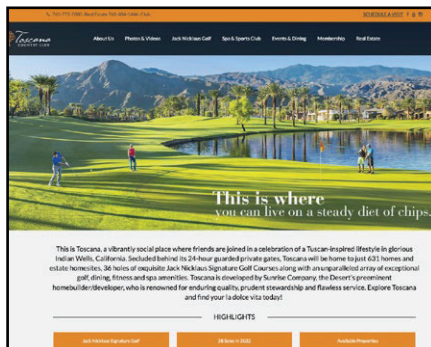 SCHEDULE A VISIT
Toscana
COUNTRY CLUB
About Us Photos & Videos Jack Nicklaus Golf Spa & Sports Club Events & Dining Membership Real Estate
This is where
you can live on a steady diet of chips.
This is Toscana, a vibrantly social place where friends are joined in a celebration of a Tuscan-inspired lifestyle in glorious
Indian Wells, California. Secluded behind its 24-hour guarded private gates, Toscana will be home to just 631 homes and
estate homesites, 36 holes of exquisite Jack Nicklaus Signature Golf Courses along with an unparalleled array of exceptional
golf, dining, fitness and spa amenities. Toscana is developed by Sunrise Company, the Desert's preeminent
homebuilder/developer, who is renowned for enduring quality, prudent stewardship and flawless service. Explore Toscana
and find your la dolce vita today!
HIGHLIGHTS
Jack Nicklaus Signature Golf
Available Properties